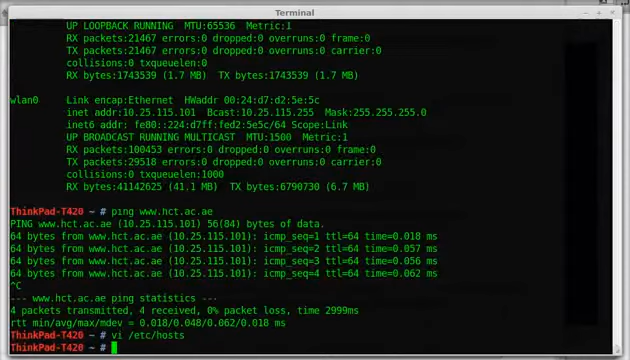 Terminal
UP LOOPBACK RUNNING MTU:65536 Metric:1
RX packets:21467 errors:0 dropped:0 overruns:0 frame:0
TX packets:21467 errors:0 dropped:0 overruns:0 carrier:0
collisions:0 txqueuelen:0
RX bytes:1743539 (1.7 MB) TX bytes:1743539 (1.7 MB)
wlan0 Link encap:Ethernet HWaddr 00:24:d7:d2:5e:5c
inet addr:10.25.115.101 Bcast:10.25.115.255 Mask:255.255.255.0
inet6 addr: fe80::224:d7ff:fed2:5e5c/64 Scope:Link
UP BROADCAST RUNNING MULTICAST MTU:1500 Metric:1
RX packets:100453 errors:0 dropped:0 overruns:0 frame:0
TX packets:29518 errors:0 dropped:0 overruns:0 carrier:0
collisions:0 txqueuelen:1000
RX bytes:41142625 (41.1 MB) TX bytes:6790730 (6.7 MB)
ThinkPad-T420 ~ # ping www.hct.ac.ae
PING www.hct.ac.ae (10.25.115.101) 56(84) bytes of data.
64 bytes from www.hct.ac.ae (10.25.115.101): icmp_seq=1 ttl=64 time=0.018 ms
64 bytes from www.hct.ac.ae (10.25.115.101): icmp_seq=2 ttl=64 time=0.057 ms
64 bytes from www.hct.ac.ae (10.25.115.101): icmp_seq=3 ttl=64 time=0.056 ms
64 bytes from www.hct.ac.ae (10.25.115.101): icmp_seq=4 ttl=64 time=0.062 ms
^C
--- www.hct.ac.ae ping statistics ---
4 packets transmitted, 4 received, 0% packet loss, time 2999ms
rtt min/avg/max/mdev = 0.018/0.048/0.062/0.018 ms
ThinkPad-T420 ~ # vi /etc/hosts
ThinkPad-T420 ~ #